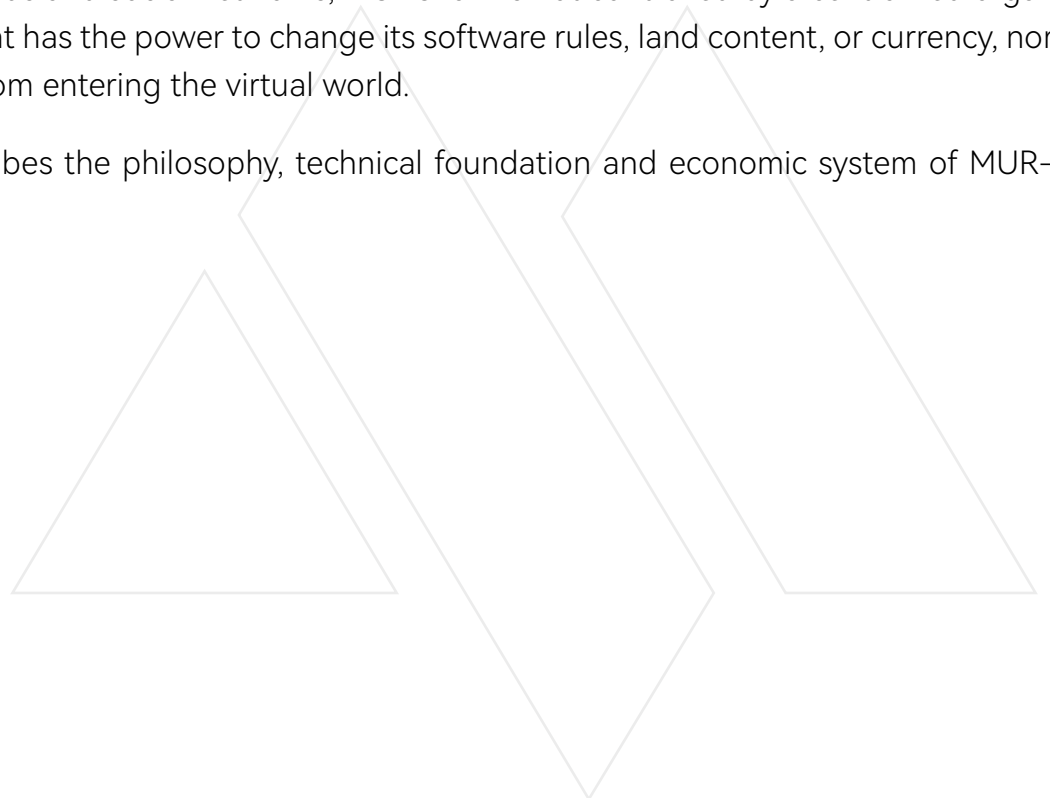 t has the power to change its software rules, land content, or currency, nor
om entering the virtual world.
bes the philosophy, technical foundation and economic system of MUR-